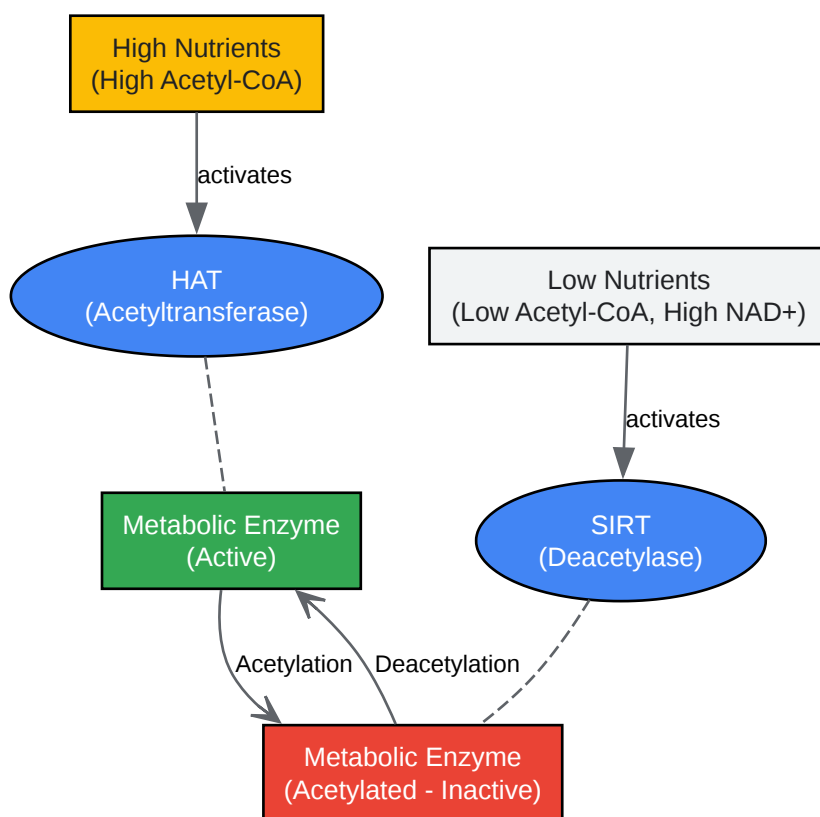 High Nutrients
(High Acetyl-CoA)
activates
HAT
(Acetyltransferase)
Low Nutrients
(Low Acetyl-CoA, High NAD+)
activates
Metabolic Enzyme
(Active)
SIRT
(Deacetylase)
Acetylation
Deacetylation
Metabolic Enzyme
(Acetylated - Inactive)